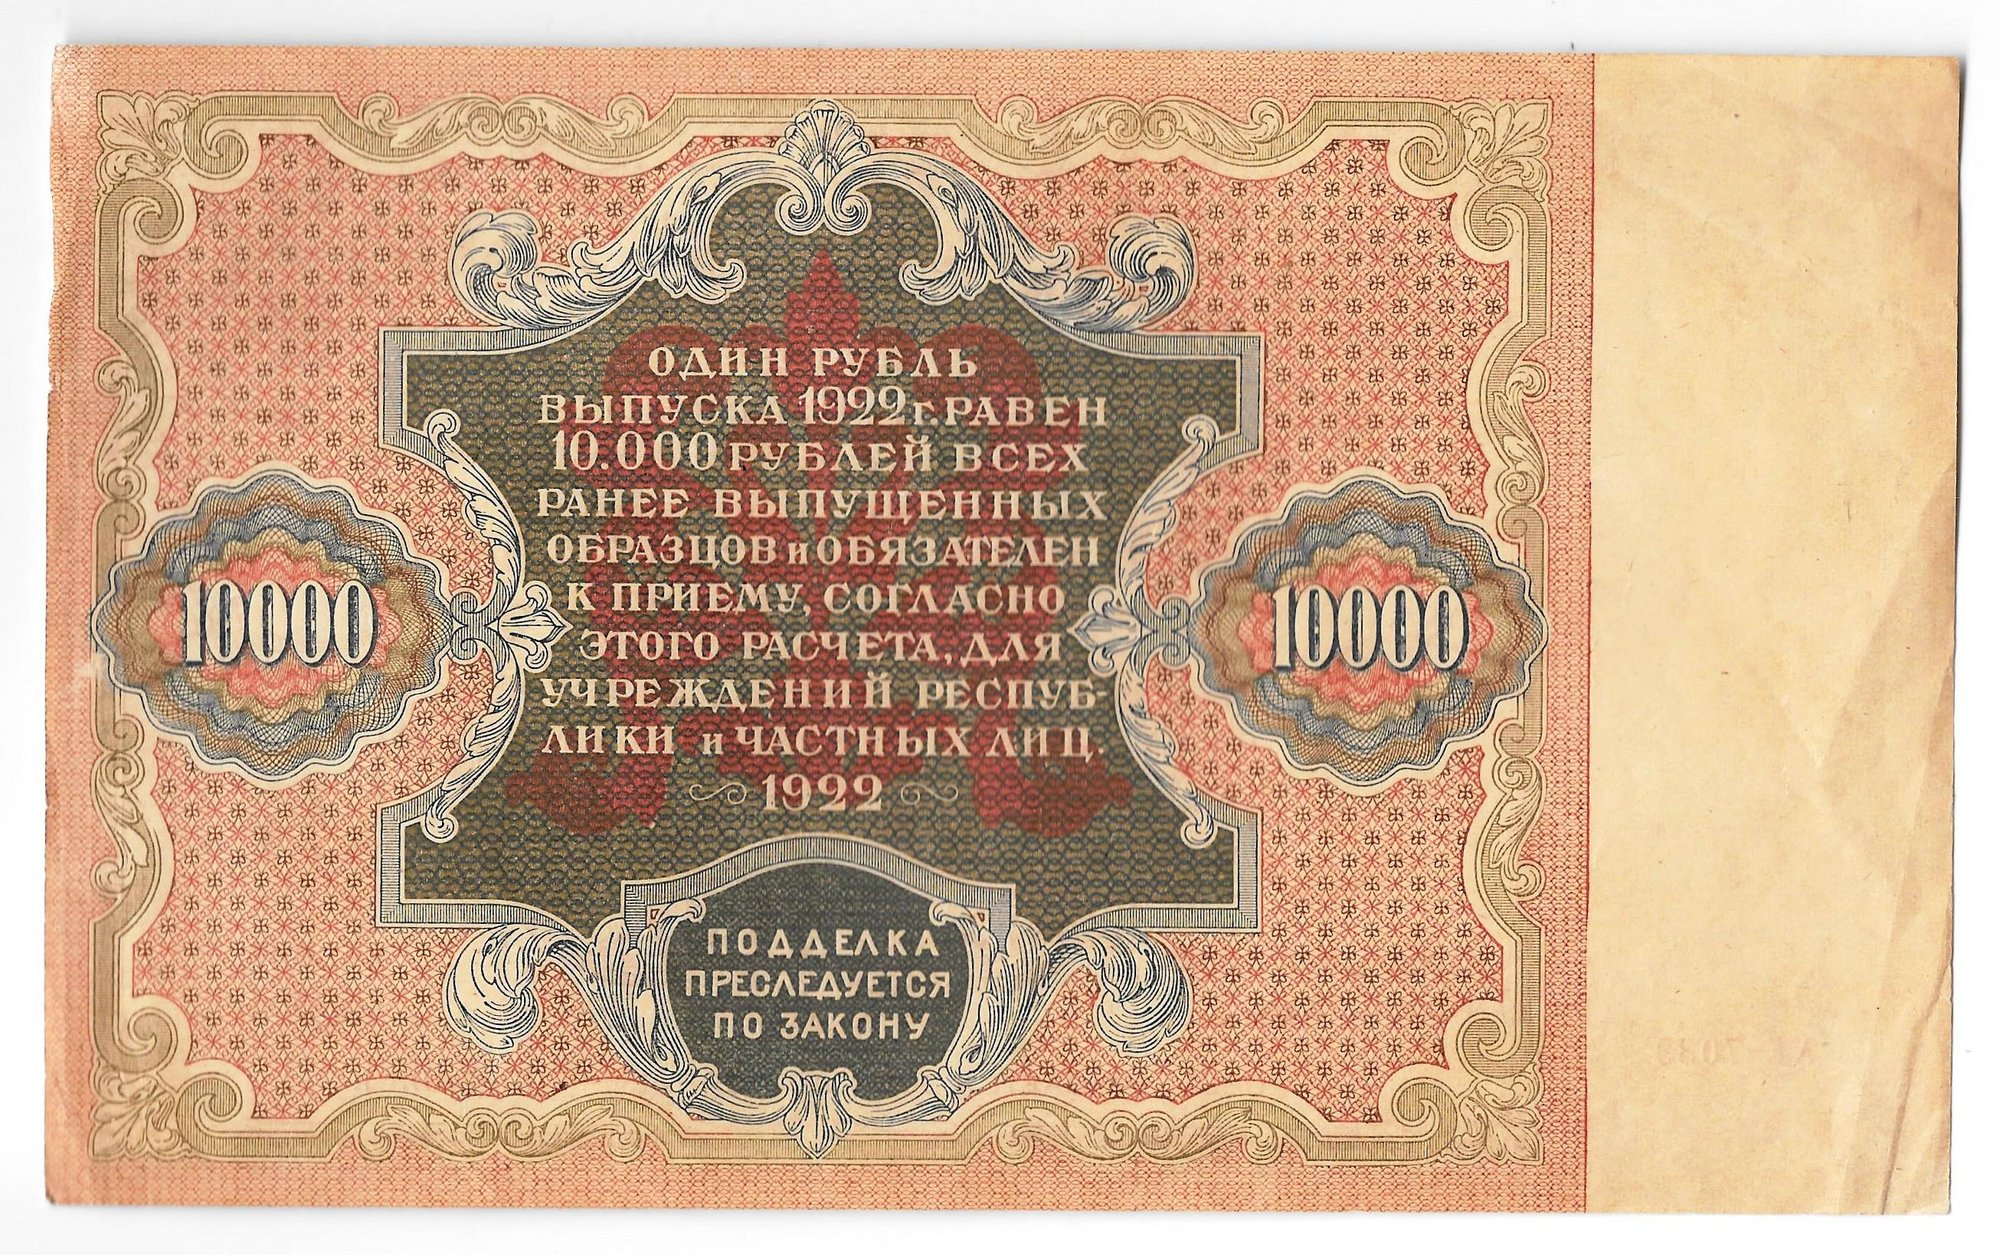 ОДИН РУБЛЬ
ВЫПУСКА 1922 г. РАВЕН
10.000 РУБЛЕЙ ВСЕХ
РАНЕЕ ВЫПУЩЕННЫХ
ОБРАЗЦОВ и ОБЯЗАТЕЛЕН
К ПРИЕМУ, СОГЛАСНО
ЭТОГО РАСЧЕТА, ДЛЯ
УЧРЕЖДЕНИЙ РЕСПУБ-
ЛИКИ и ЧАСТНЫХ ЛИЦ.
1922
10000
10000
ПОДДЕЛКА
ПРЕСЛЕДУЕТСЯ
ПО ЗАКОНУ